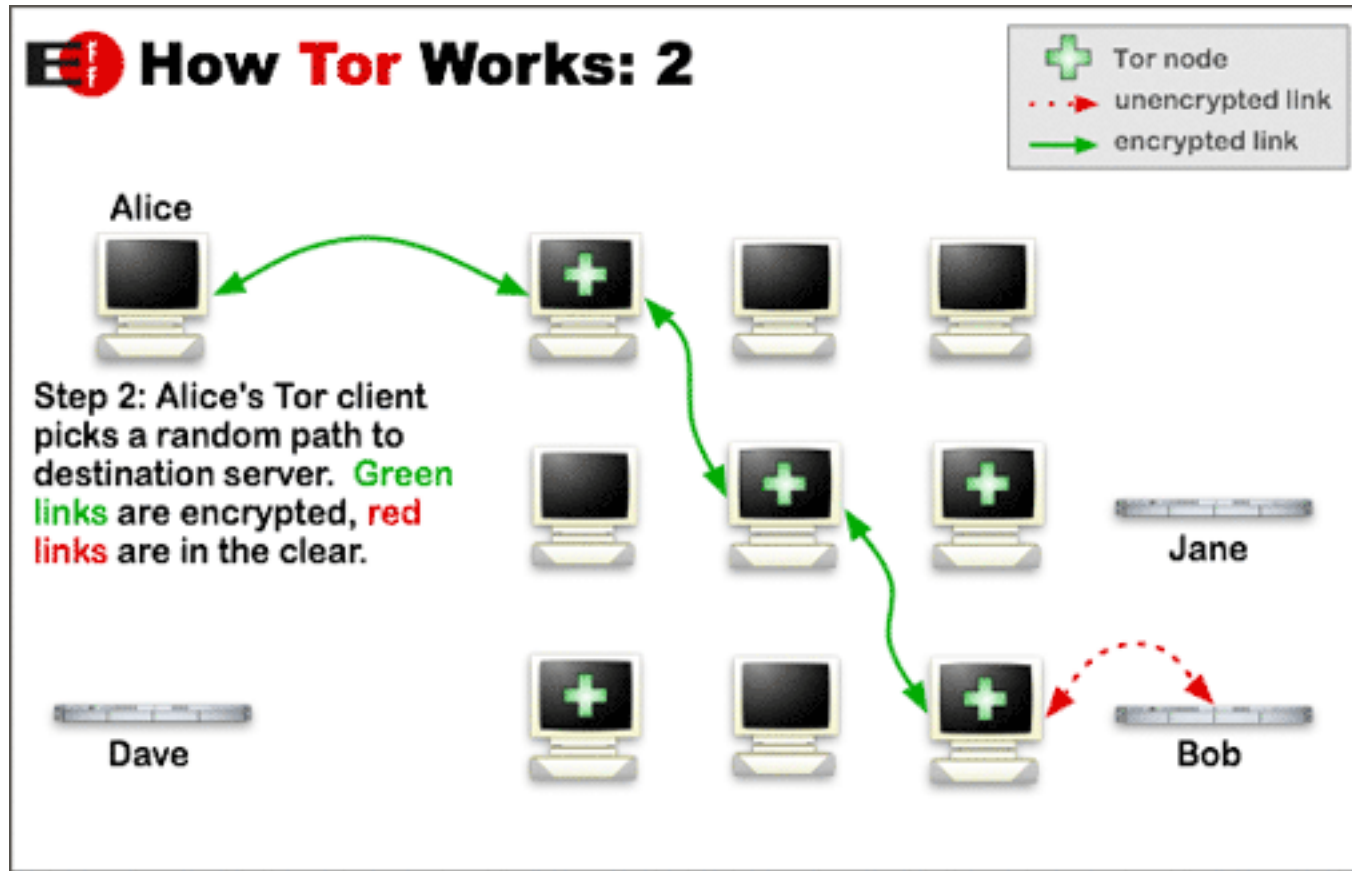 EFF How Tor Works: 2
Tor node
unencrypted link
encrypted link
Alice
Step 2: Alice's Tor client
picks a random path to
destination server. Green
links are encrypted, red
links are in the clear.
Jane
Dave
Bob